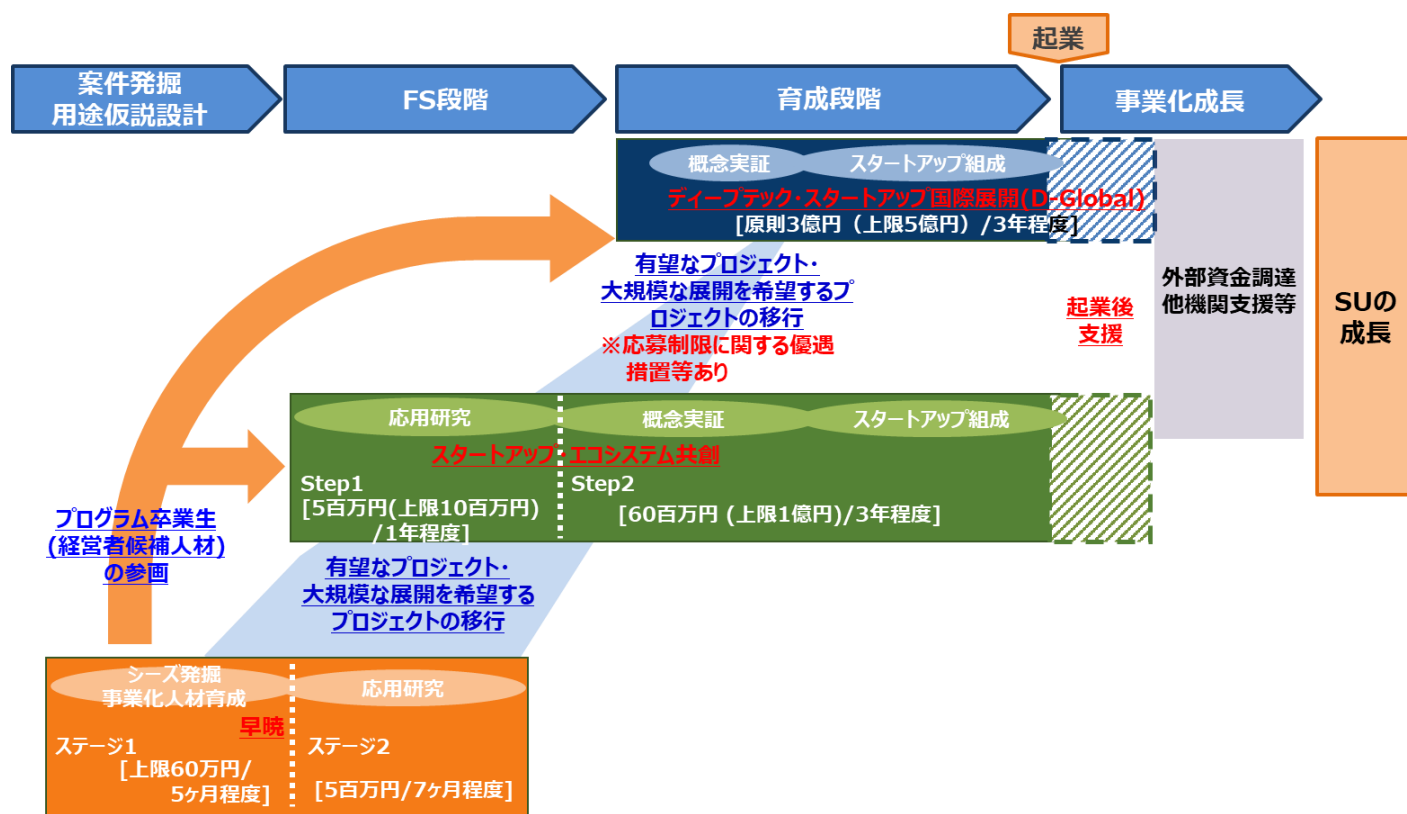 起業
案件発掘
用途仮説設計
FS段階
育成段階
事業化成長
概念実証
スタートアップ組成
ディープテック・スタートアップ国際展開(D-Global)
[原則3億円（上限5億円）/3年程度]
有望なプロジェクト・
大規模な展開を希望するプ
ロジェクトの移行
※応募制限に関する優遇
措置等あり
起業後
支援
外部資金調達
他機関支援等
SUの
成長
応用研究
概念実証
スタートアップ組成
スタートアップ・エコシステム共創
Step1
[5百万円(上限10百万円)
/1年程度]
Step2
[60百万円 (上限1億円)/3年程度]
プログラム卒業生
(経営者候補人材)
の参画
有望なプロジェクト・
大規模な展開を希望する
プロジェクトの移行
シーズ発掘
事業化人材育成
応用研究
早暁
ステージ1
[上限60万円/
5ヶ月程度]
ステージ2
[5百万円/7ヶ月程度]